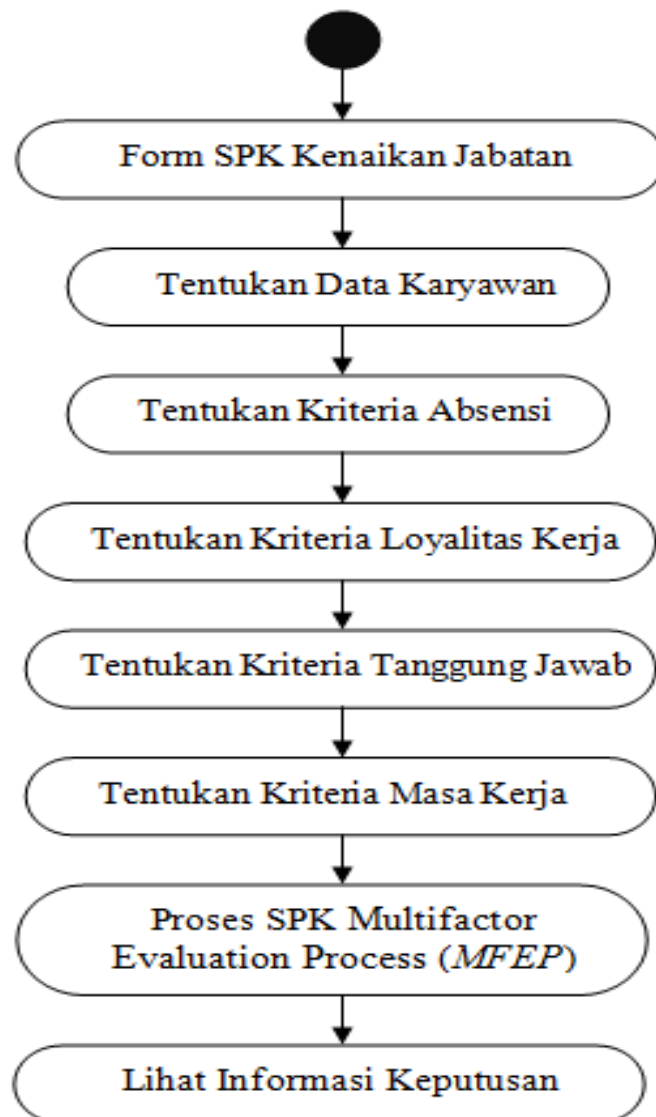 Form SPK Kenaikan Jabatan
Tentukan Data Karyawan
Tentukan Kriteria Absensi
Tentukan Kriteria Loyalitas Kerja
Tentukan Kriteria Tanggung Jawab
Tentukan Kriteria Masa Kerja
Proses SPK Multifactor
Evaluation Process (MFEP)
Lihat Informasi Keputusan